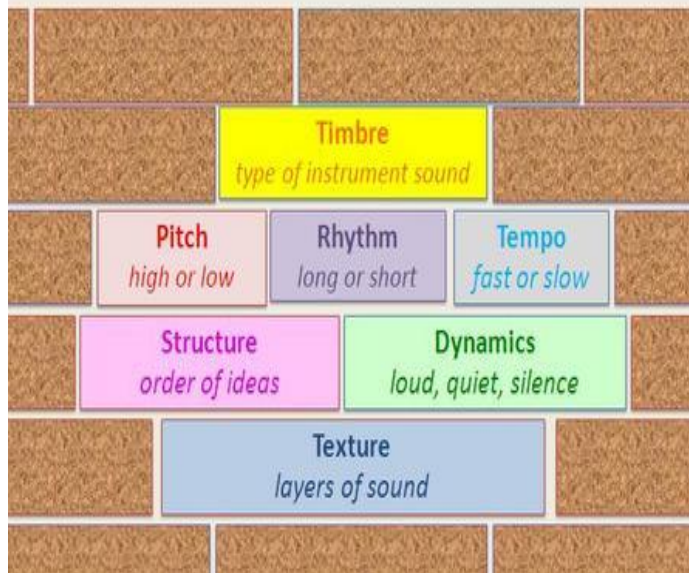 Timbre
type of instrument sound
Pitch
high or low
Rhythm
long or short
Tempo
fast or slow
Structure
order of ideas
Dynamics
loud, quiet, silence
Texture
layers of sound